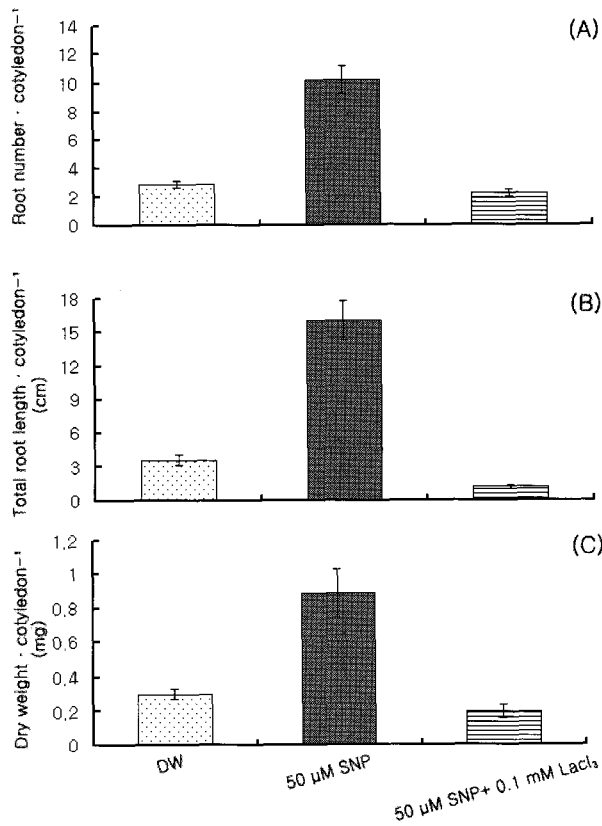 (A)
Root number · cotyledon⁻¹
14
12
10
8
6
4
2
0
(B)
Total root length · cotyledon⁻¹
(cm)
18
15
12
9
6
3
0
(C)
Dry weight · cotyledon⁻¹
(mg)
1,2
1
0,8
0,6
0,4
0,2
0
DW
50 μM SNP
50 μM SNP+ 0.1 mM Lacl₃